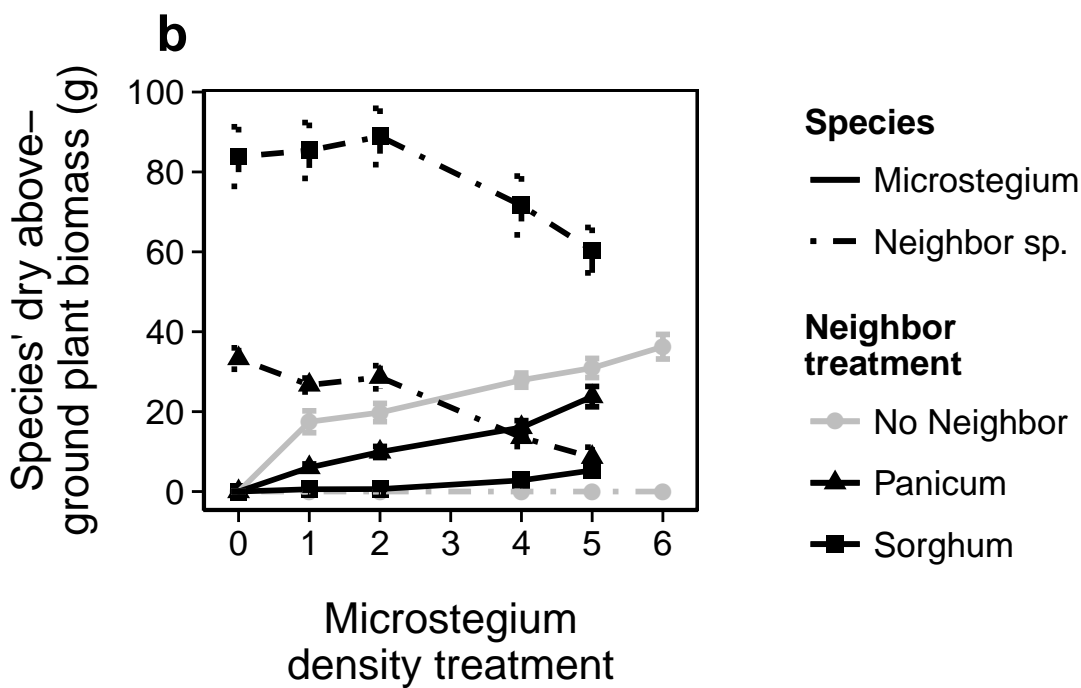 b
Species' dry above–
ground plant biomass (g)
100
80
60
40
20
0
0 1 2 3 4 5 6
Microstegium
density treatment
Species
Microstegium
Neighbor sp.
Neighbor
treatment
No Neighbor
Panicum
Sorghum